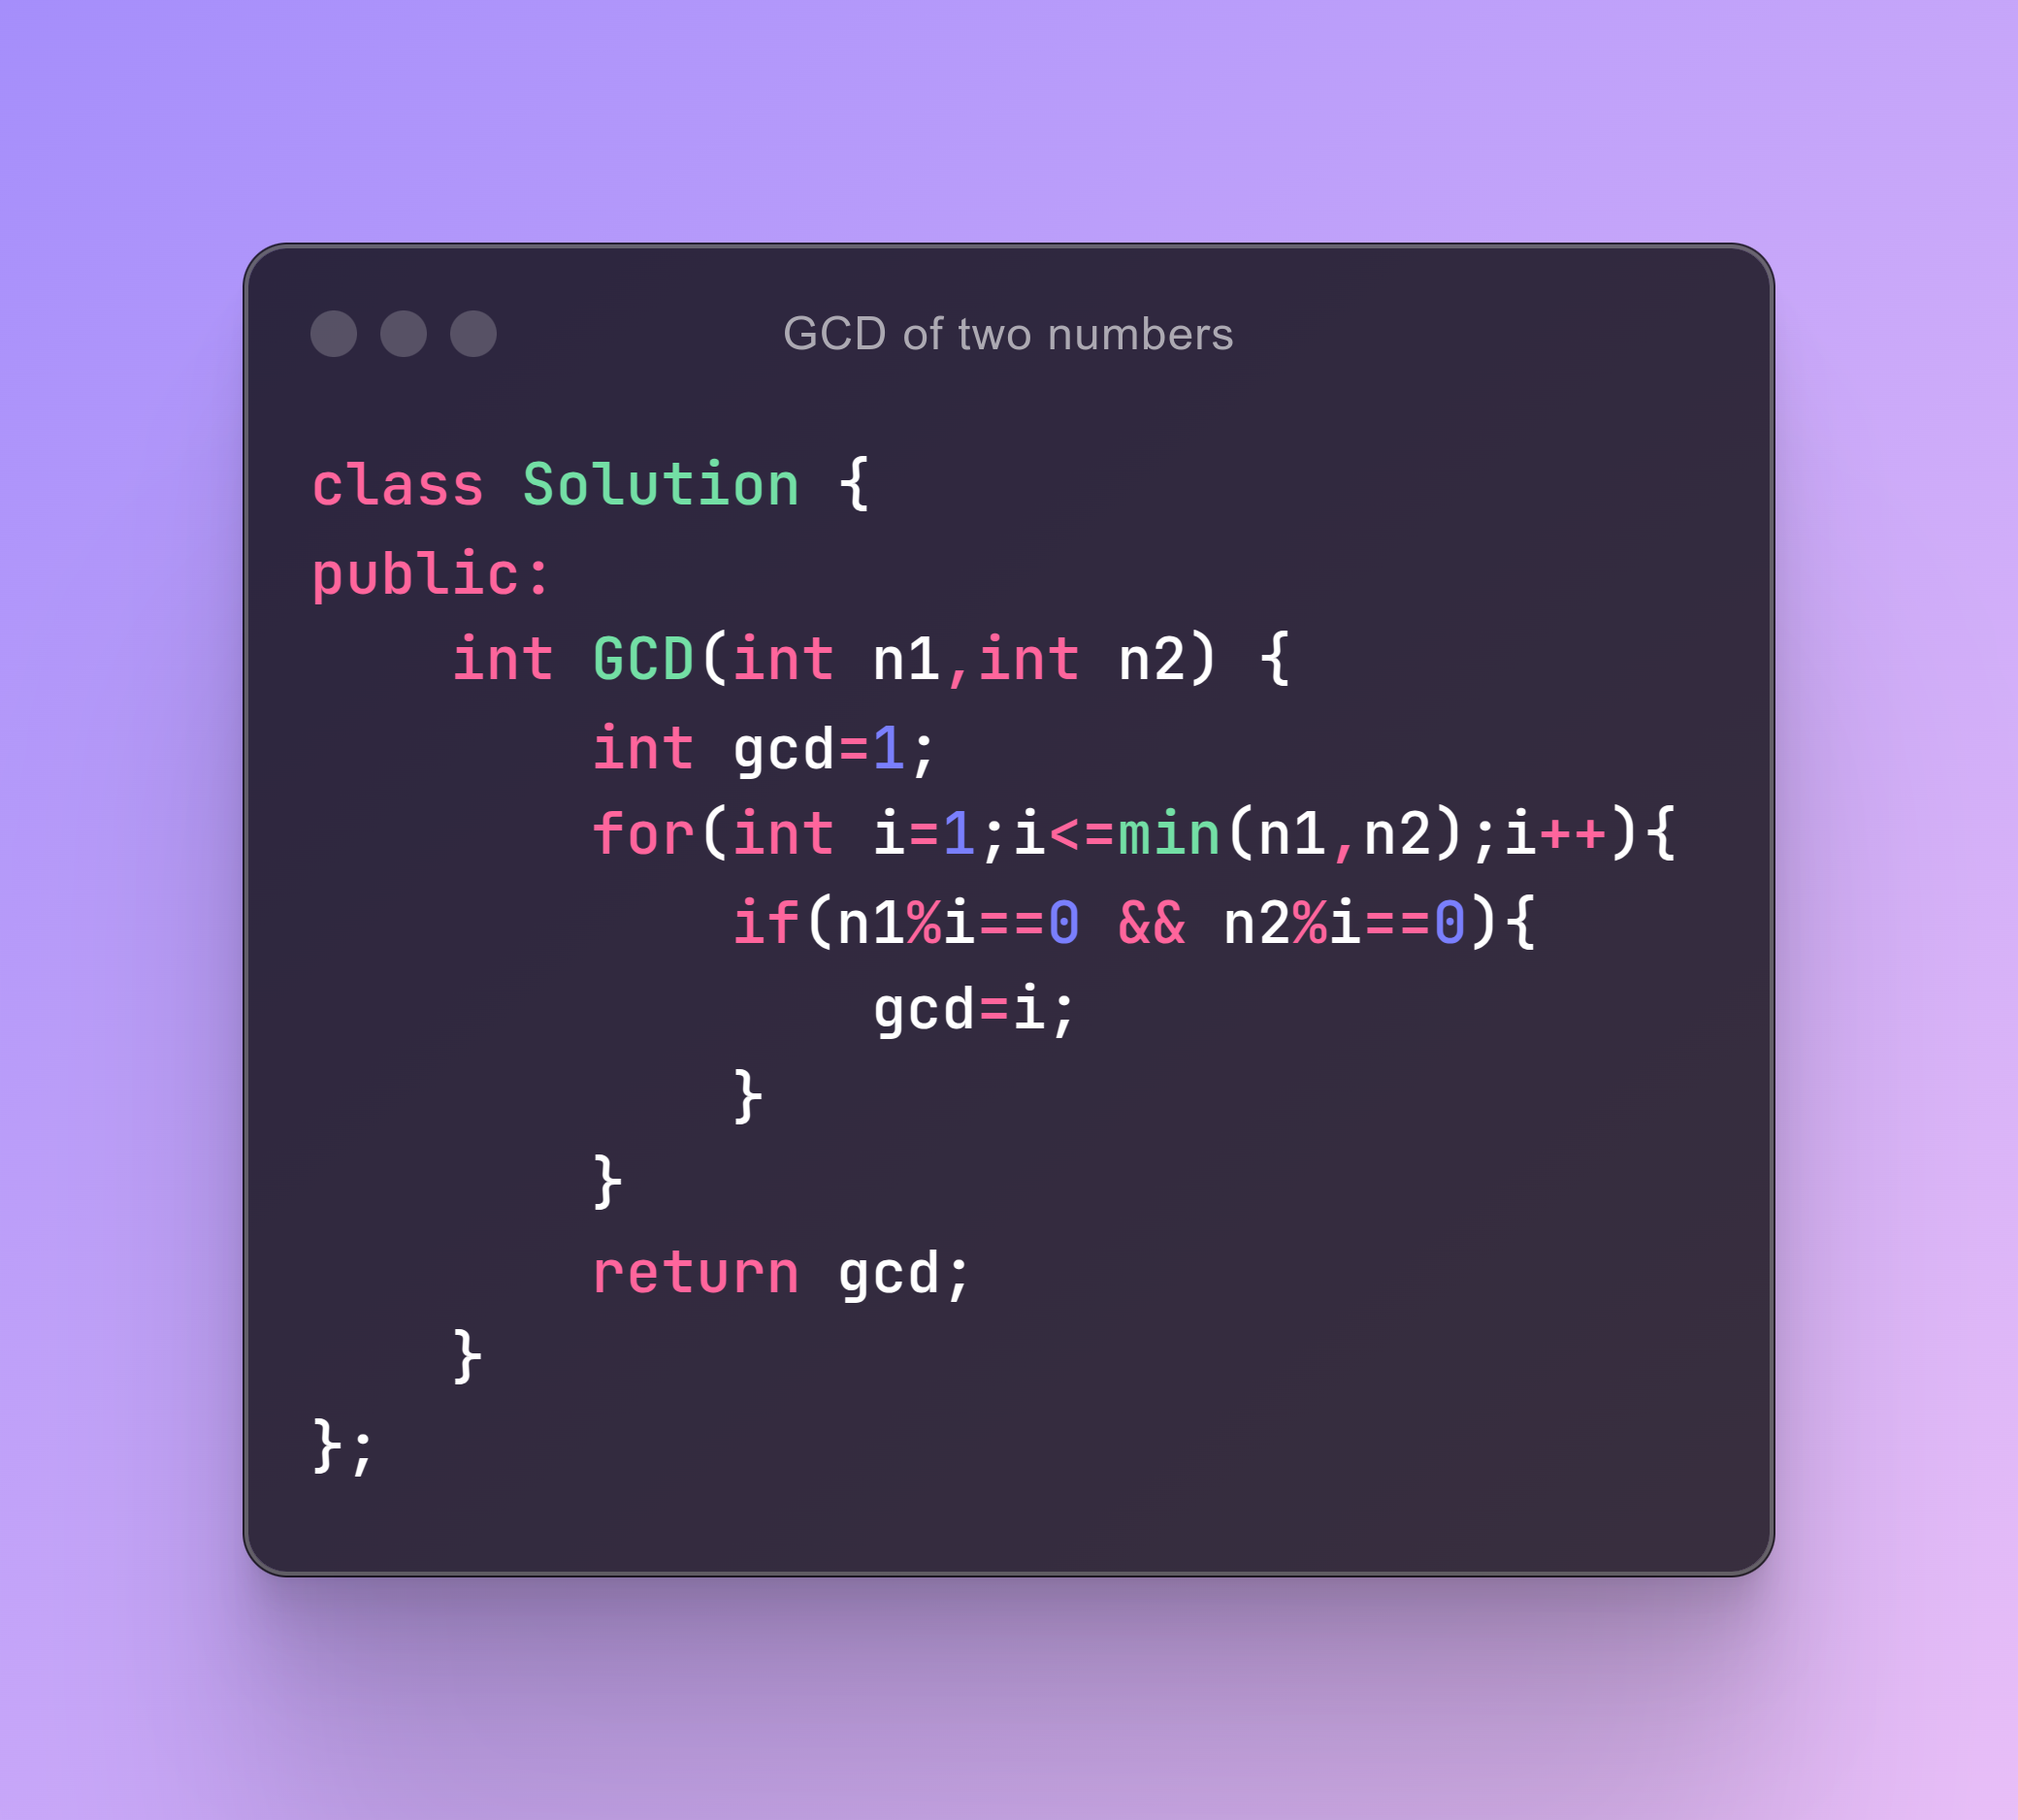 GCD of two numbers
class Solution {
public:
    int GCD(int n1,int n2) {
        int gcd=1;
        for(int i=1;i<=min(n1,n2);i++){
            if(n1%i==0 && n2%i==0){
                gcd=i;
            }
        }
        return gcd;
    }
};